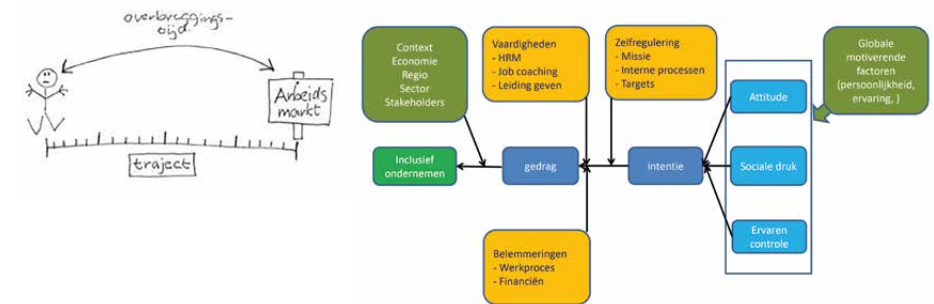 overbruggings-
tijd.
Arbeids
markt
traject
Context
Economie
Regio
Sector
Stakeholders
Vaardigheden
- HRM
- Job coaching
- Leiding geven
Zelfregulering
- Missie
- Interne processen
- Targets
Globale
motiverende
factoren
(persoonlijkheid,
ervaring, )
Attitude
Inclusief
ondernemen
gedrag
intentie
Sociale druk
Ervaren
controle
Belemmeringen
- Werkproces
- Financiën